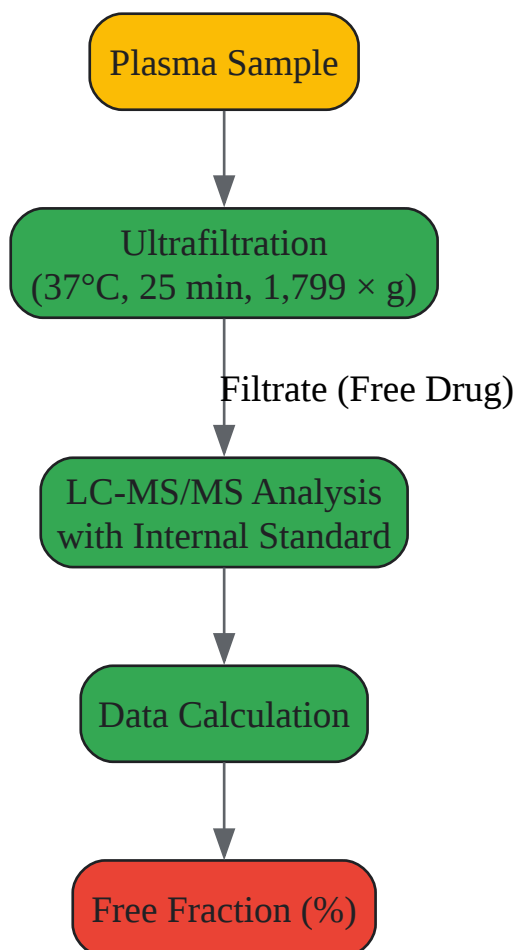 Plasma Sample
Ultrafiltration
(37°C, 25 min, 1,799 × g)
Filtrate (Free Drug)
LC-MS/MS Analysis
with Internal Standard
Data Calculation
Free Fraction (%)